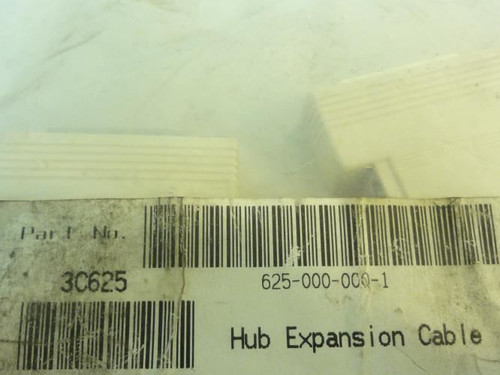 Part No.
3C625
625-000-000-1
Hub Expansion Cable